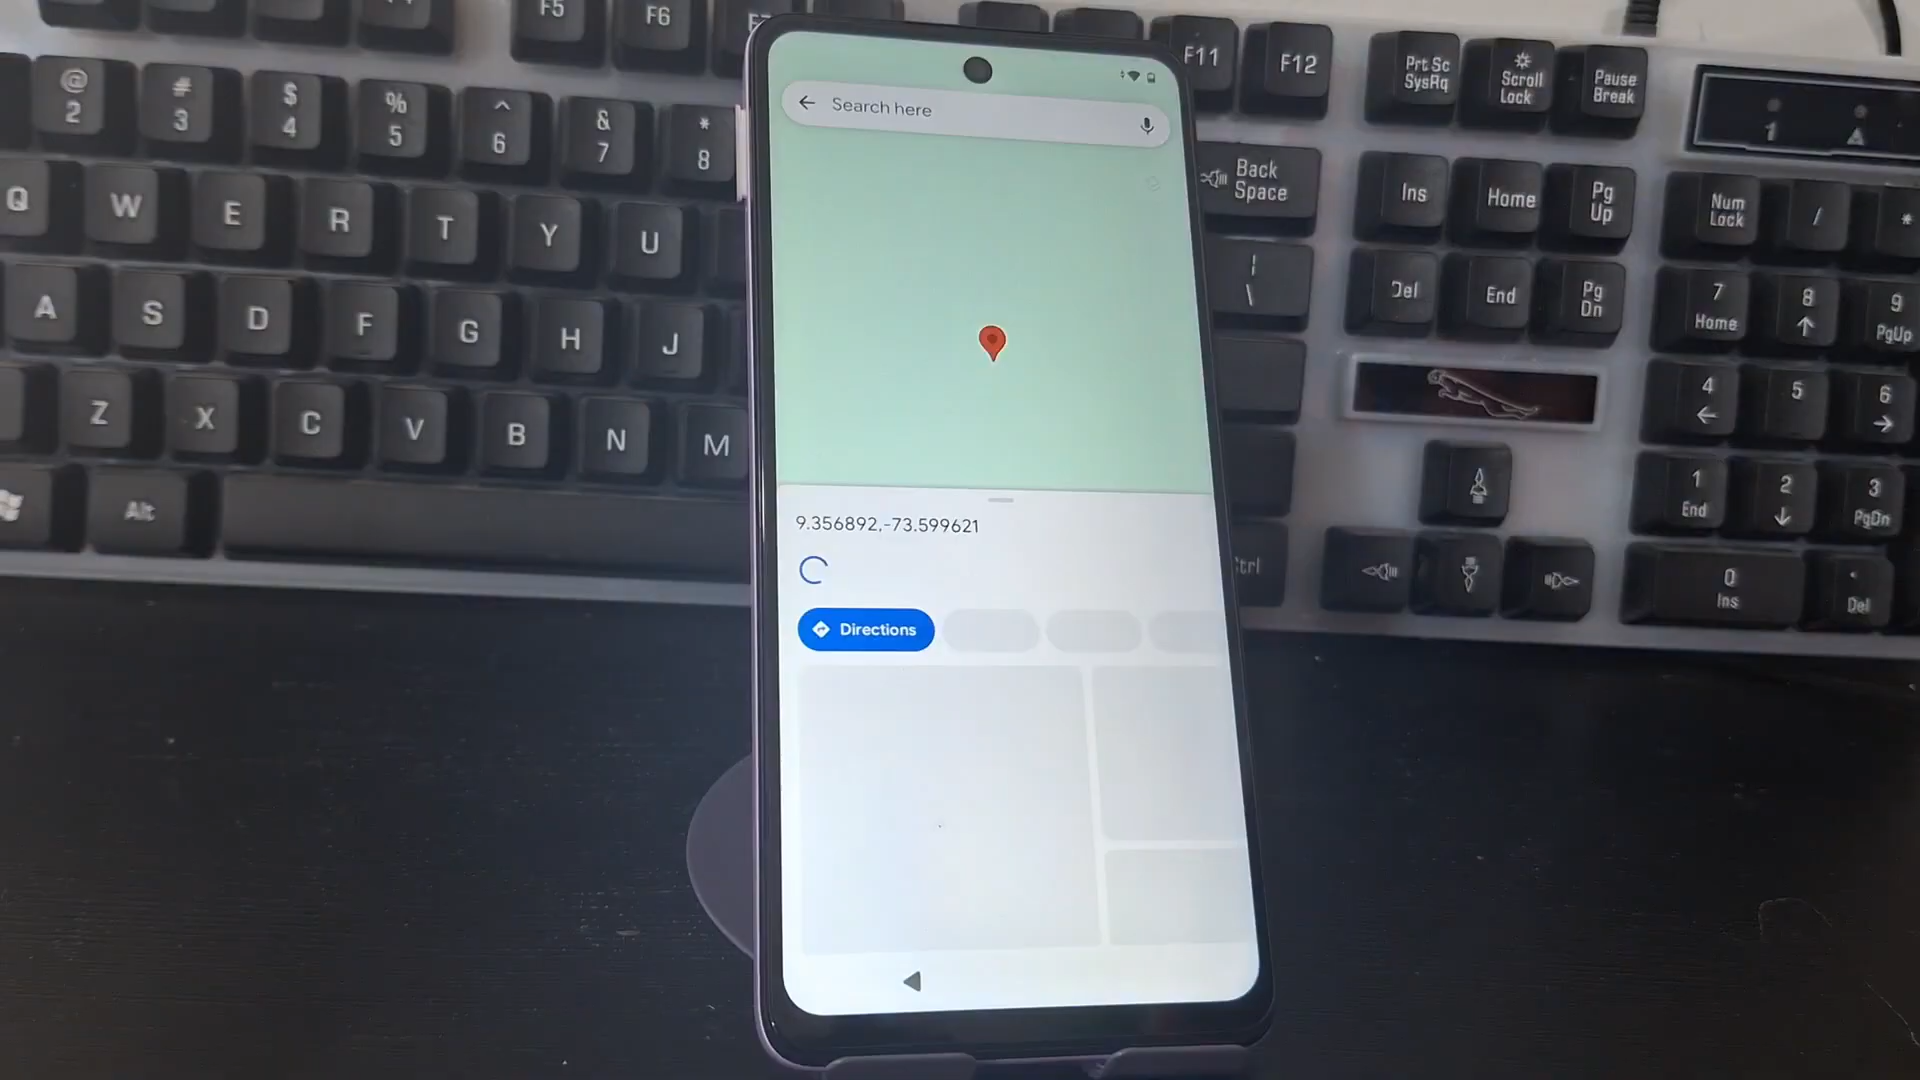 F5
F6
F11
F12
Prt Sc
SysRq
Scroll
Lock
Pause
Break
@
2
#
3
$
4
%
5
^
6
&
7
*
8
Search here
Back
Space
Ins
Home
Pg
Up
Num
Lock
/
*
1
A
Q
W
E
R
T
Y
U
|
\
Del
End
Pg
Dn
7
Home
8
9
PgUp
A
S
D
F
G
H
J
4
5
6
Z
X
C
V
B
N
M
1
End
2
3
PgDn
Alt
Ctrl
0
Ins
.
Del
9.356892,-73.599621
Directions